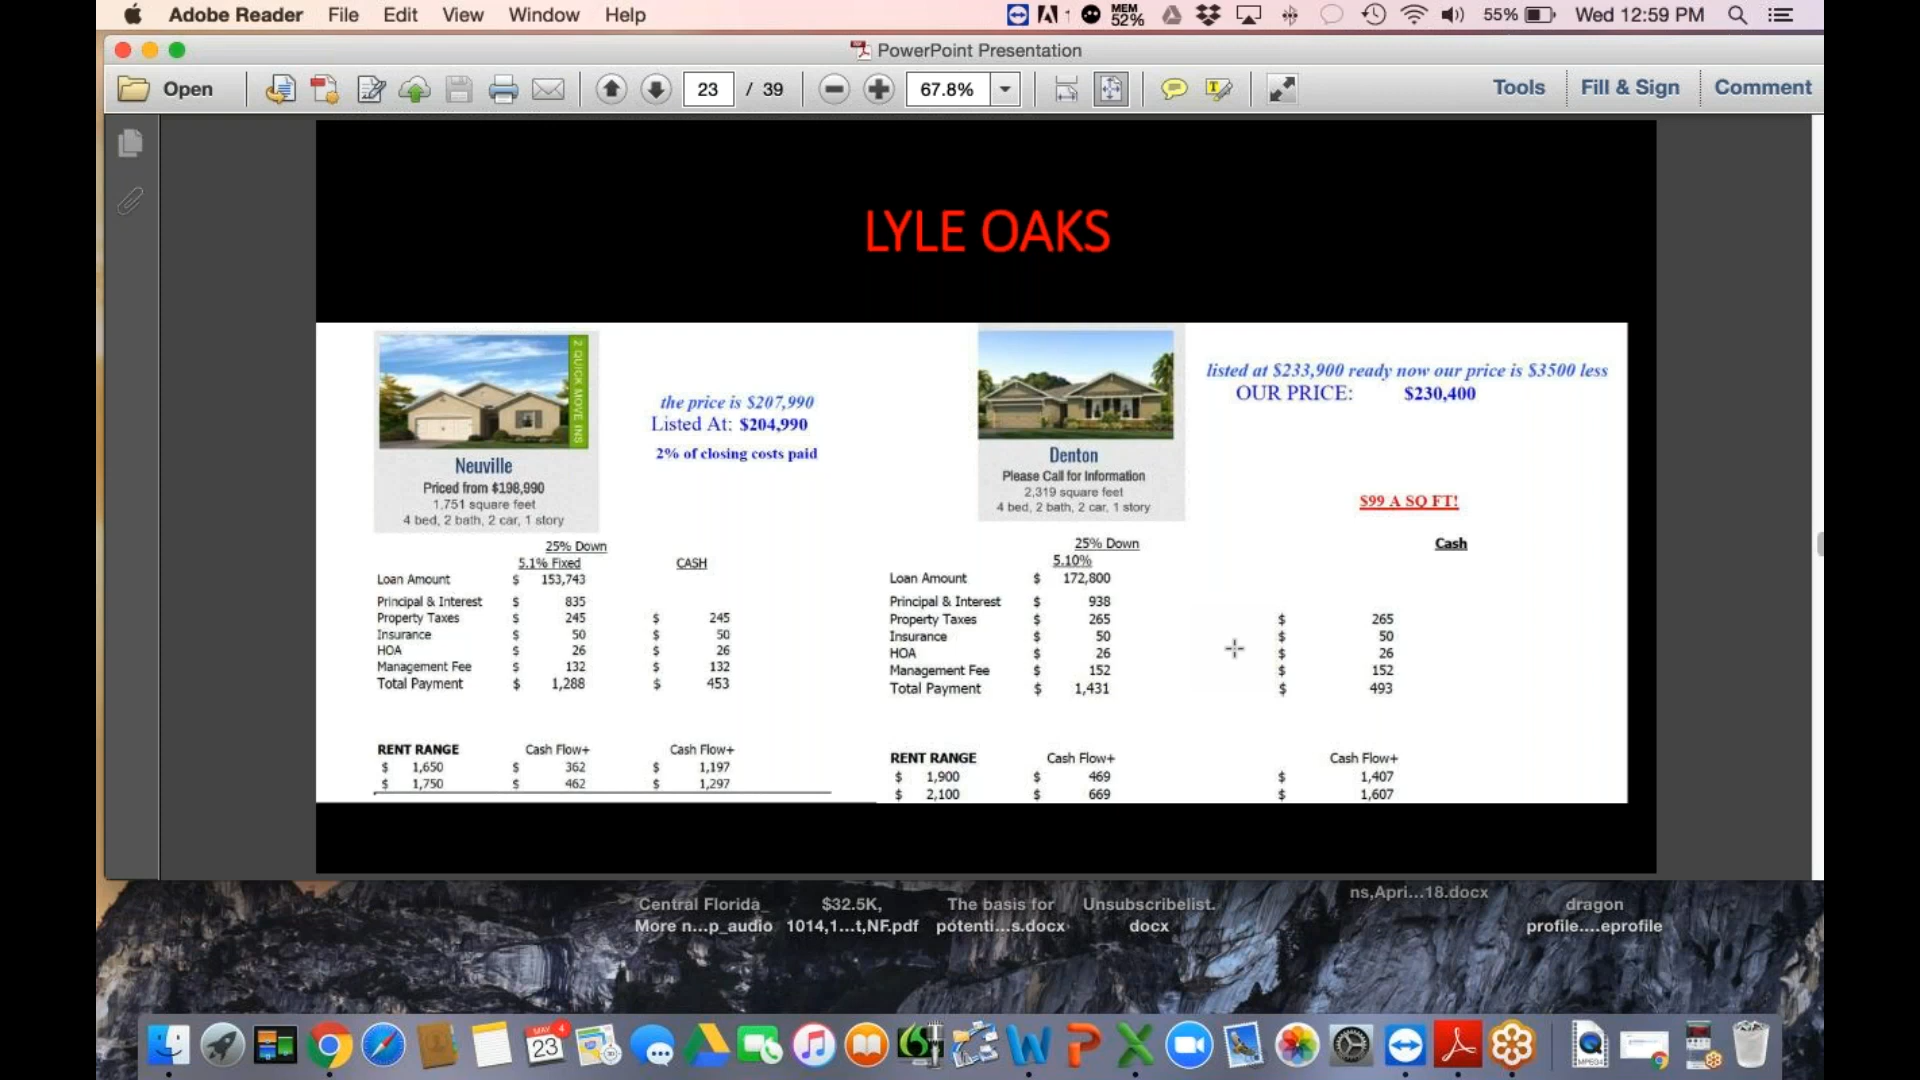 Adobe Reader File Edit View Window Help MEM 52% 55% Wed 12:59 PM
PowerPoint Presentation
Open 23 / 39 67.8% Tools Fill & Sign Comment
LYLE OAKS
2 QUICK MOVE INS
Neuville
Priced from $198,990
1,751 square feet
4 bed, 2 bath, 2 car, 1 story
the price is $207,990
Listed At: $204,990
2% of closing costs paid
25% Down
5.1% Fixed CASH
Loan Amount $ 153,743
Principal & Interest $ 835
Property Taxes $ 245 $ 245
Insurance $ 50 $ 50
HOA $ 26 $ 26
Management Fee $ 132 $ 132
Total Payment $ 1,288 $ 453
RENT RANGE Cash Flow+ Cash Flow+
$ 1,650 $ 362 $ 1,197
$ 1,750 $ 462 $ 1,297
Denton
Please Call for Information
2,319 square feet
4 bed, 2 bath, 2 car, 1 story
listed at $233,900 ready now our price is $3500 less
OUR PRICE: $230,400
$99 A SQ FT!
25% Down Cash
5.10%
Loan Amount $ 172,800
Principal & Interest $ 938
Property Taxes $ 265 $ 265
Insurance $ 50 $ 50
HOA $ 26 $ 26
Management Fee $ 152 $ 152
Total Payment $ 1,431 $ 493
RENT RANGE Cash Flow+ Cash Flow+
$ 1,900 $ 469 $ 1,407
$ 2,100 $ 669 $ 1,607
Central Florida_
More n...p_audio
$32.5K,
1014,1...t,NF.pdf
The basis for
potenti...s.docx
Unsubscribelist.
docx
ns,Apri...18.docx
dragon
profile....eprofile
MAY
4
23